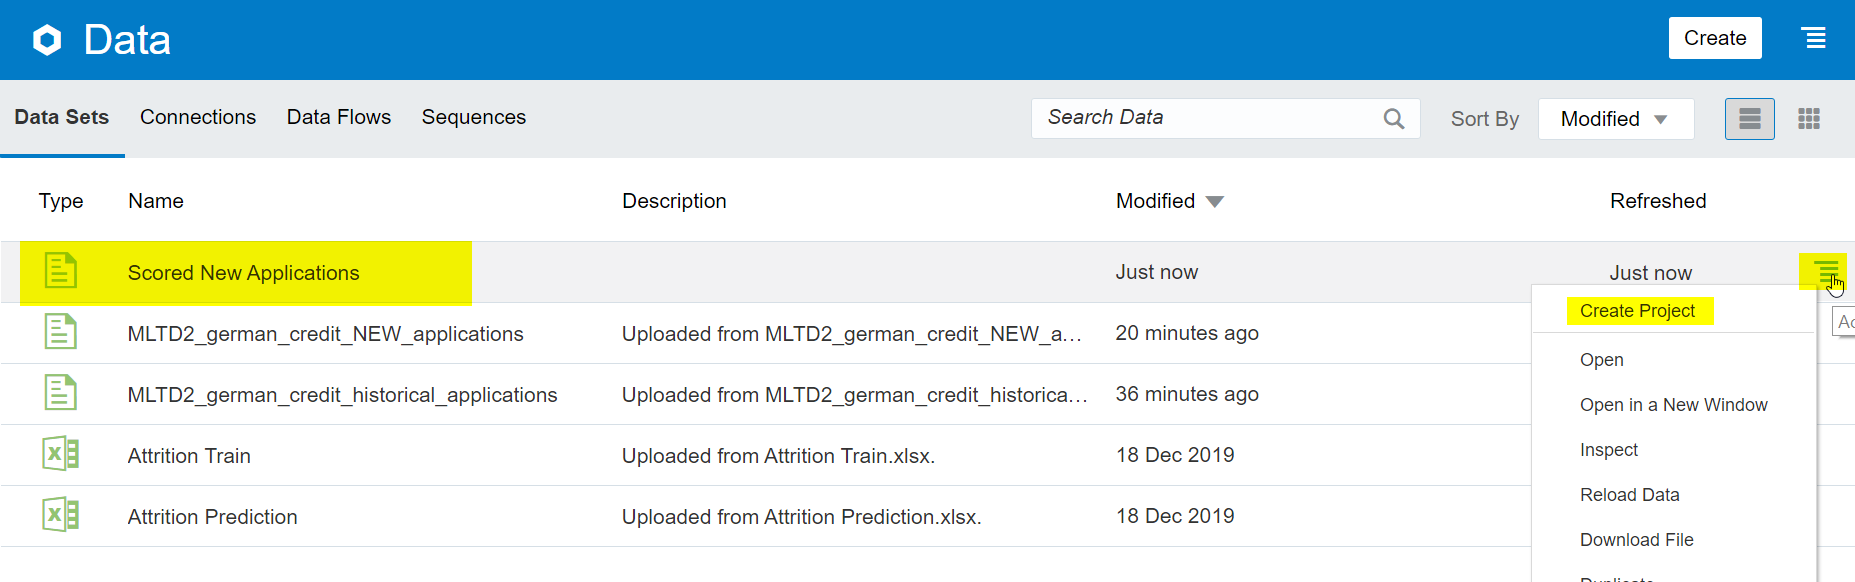 Data
Create
Data Sets Connections Data Flows Sequences
Search Data
Sort By Modified
Type Name Description Modified Refreshed
Scored New Applications Just now Just now
MLTD2_german_credit_NEW_applications Uploaded from MLTD2_german_credit_NEW_a... 20 minutes ago
MLTD2_german_credit_historical_applications Uploaded from MLTD2_german_credit_historica... 36 minutes ago
Attrition Train Uploaded from Attrition Train.xlsx. 18 Dec 2019
Attrition Prediction Uploaded from Attrition Prediction.xlsx. 18 Dec 2019
Create Project
Open
Open in a New Window
Inspect
Reload Data
Download File